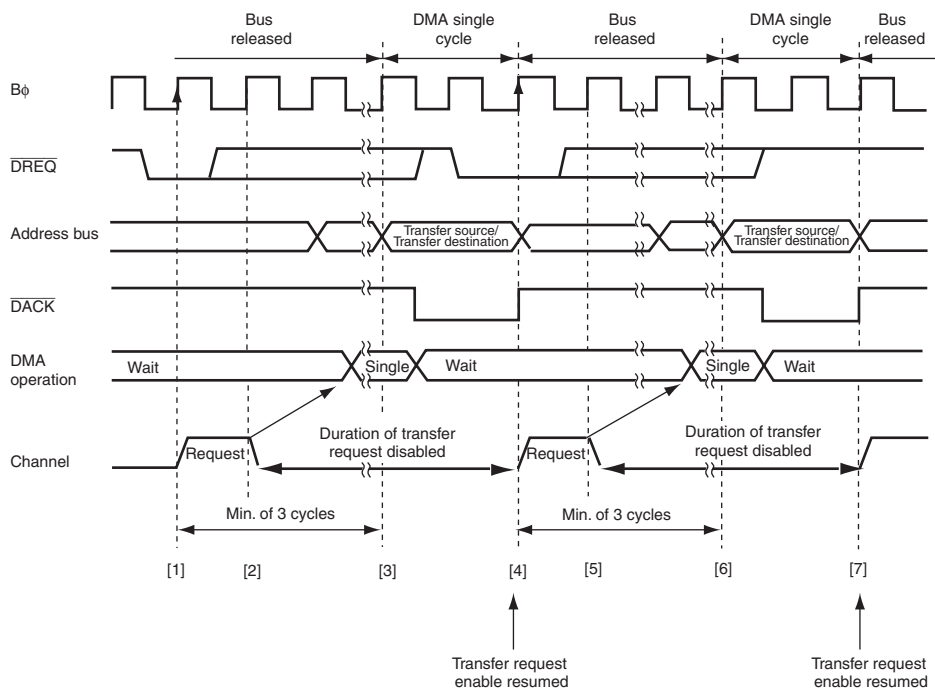 Bus
released
DMA single
cycle
Bus
released
DMA single
cycle
Bus
released
Bϕ
DREQ
Address bus
Transfer source/
Transfer destination
Transfer source/
Transfer destination
DACK
DMA
operation
Wait
Single
Wait
Single
Wait
Channel
Request
Duration of transfer
request disabled
Request
Duration of transfer
request disabled
Min. of 3 cycles
Min. of 3 cycles
[1]
[2]
[3]
[4]
[5]
[6]
[7]
Transfer request
enable resumed
Transfer request
enable resumed